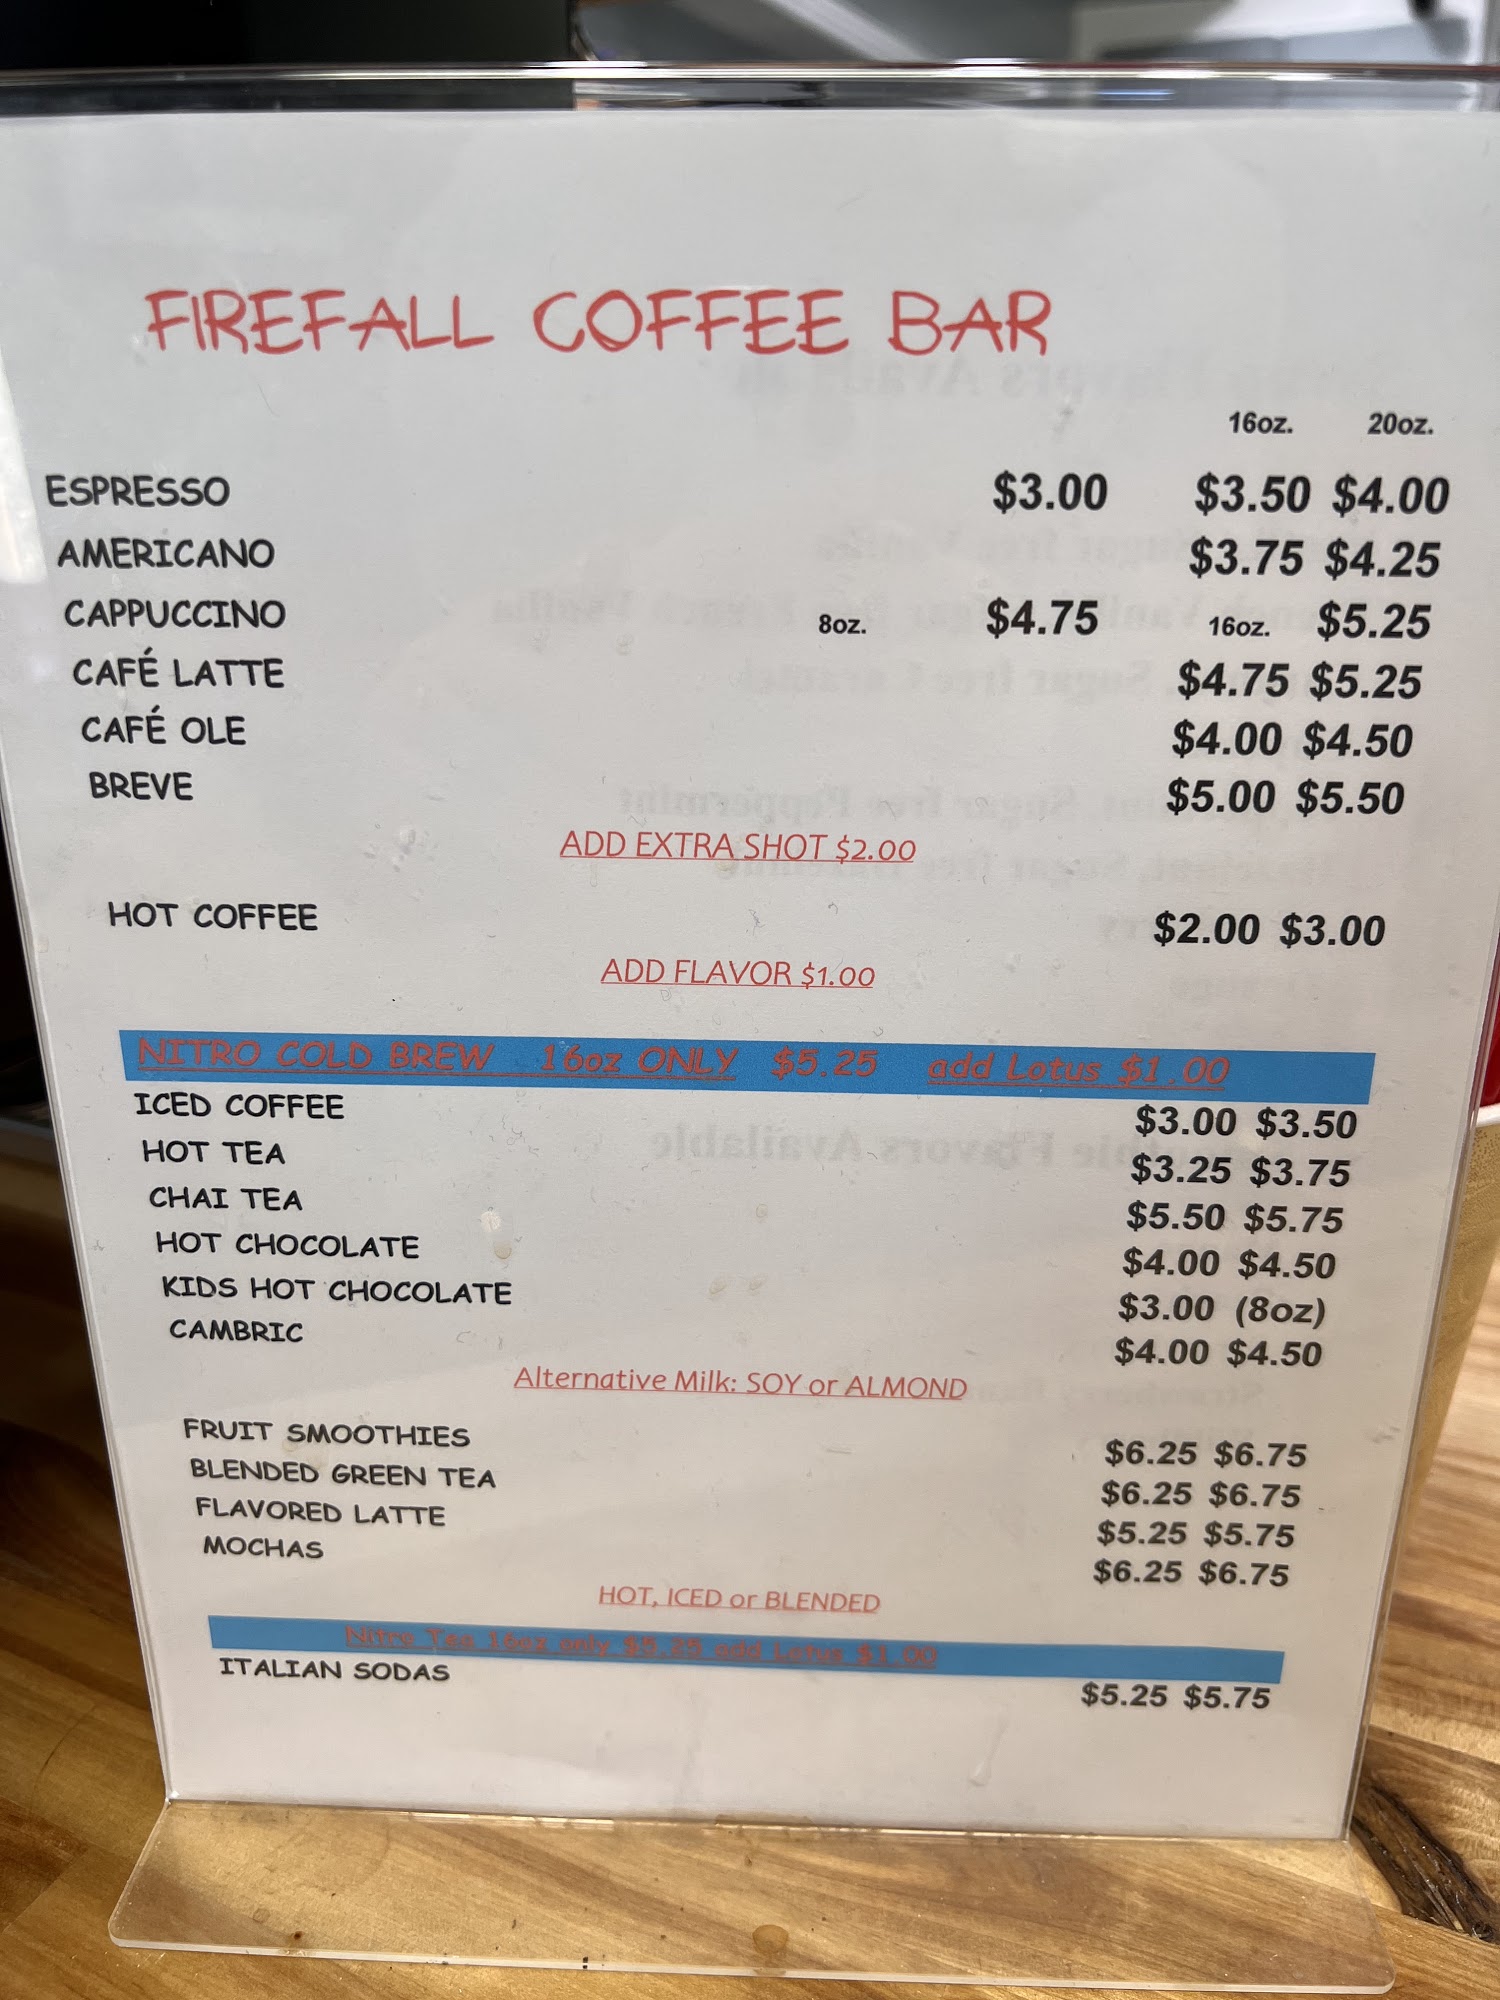 FIREFALL COFFEE BAR
16oz. 20oz.
ESPRESSO $3.00 $3.50 $4.00
AMERICANO $3.75 $4.25
CAPPUCCINO 8oz. $4.75 16oz. $5.25
CAFÉ LATTE $4.75 $5.25
CAFÉ OLE $4.00 $4.50
BREVE $5.00 $5.50
ADD EXTRA SHOT $2.00
HOT COFFEE $2.00 $3.00
ADD FLAVOR $1.00
NITRO COLD BREW 16oz ONLY $5.25 add Lotus $1.00
ICED COFFEE $3.00 $3.50
HOT TEA $3.25 $3.75
CHAI TEA $5.50 $5.75
HOT CHOCOLATE $4.00 $4.50
KIDS HOT CHOCOLATE $3.00 (8oz)
CAMBRIC $4.00 $4.50
Alternative Milk: SOY or ALMOND
FRUIT SMOOTHIES $6.25 $6.75
BLENDED GREEN TEA $6.25 $6.75
FLAVORED LATTE $5.25 $5.75
MOCHAS $6.25 $6.75
HOT, ICED or BLENDED
Nitro Tea 16oz only $5.25 add Lotus $1.00
ITALIAN SODAS $5.25 $5.75